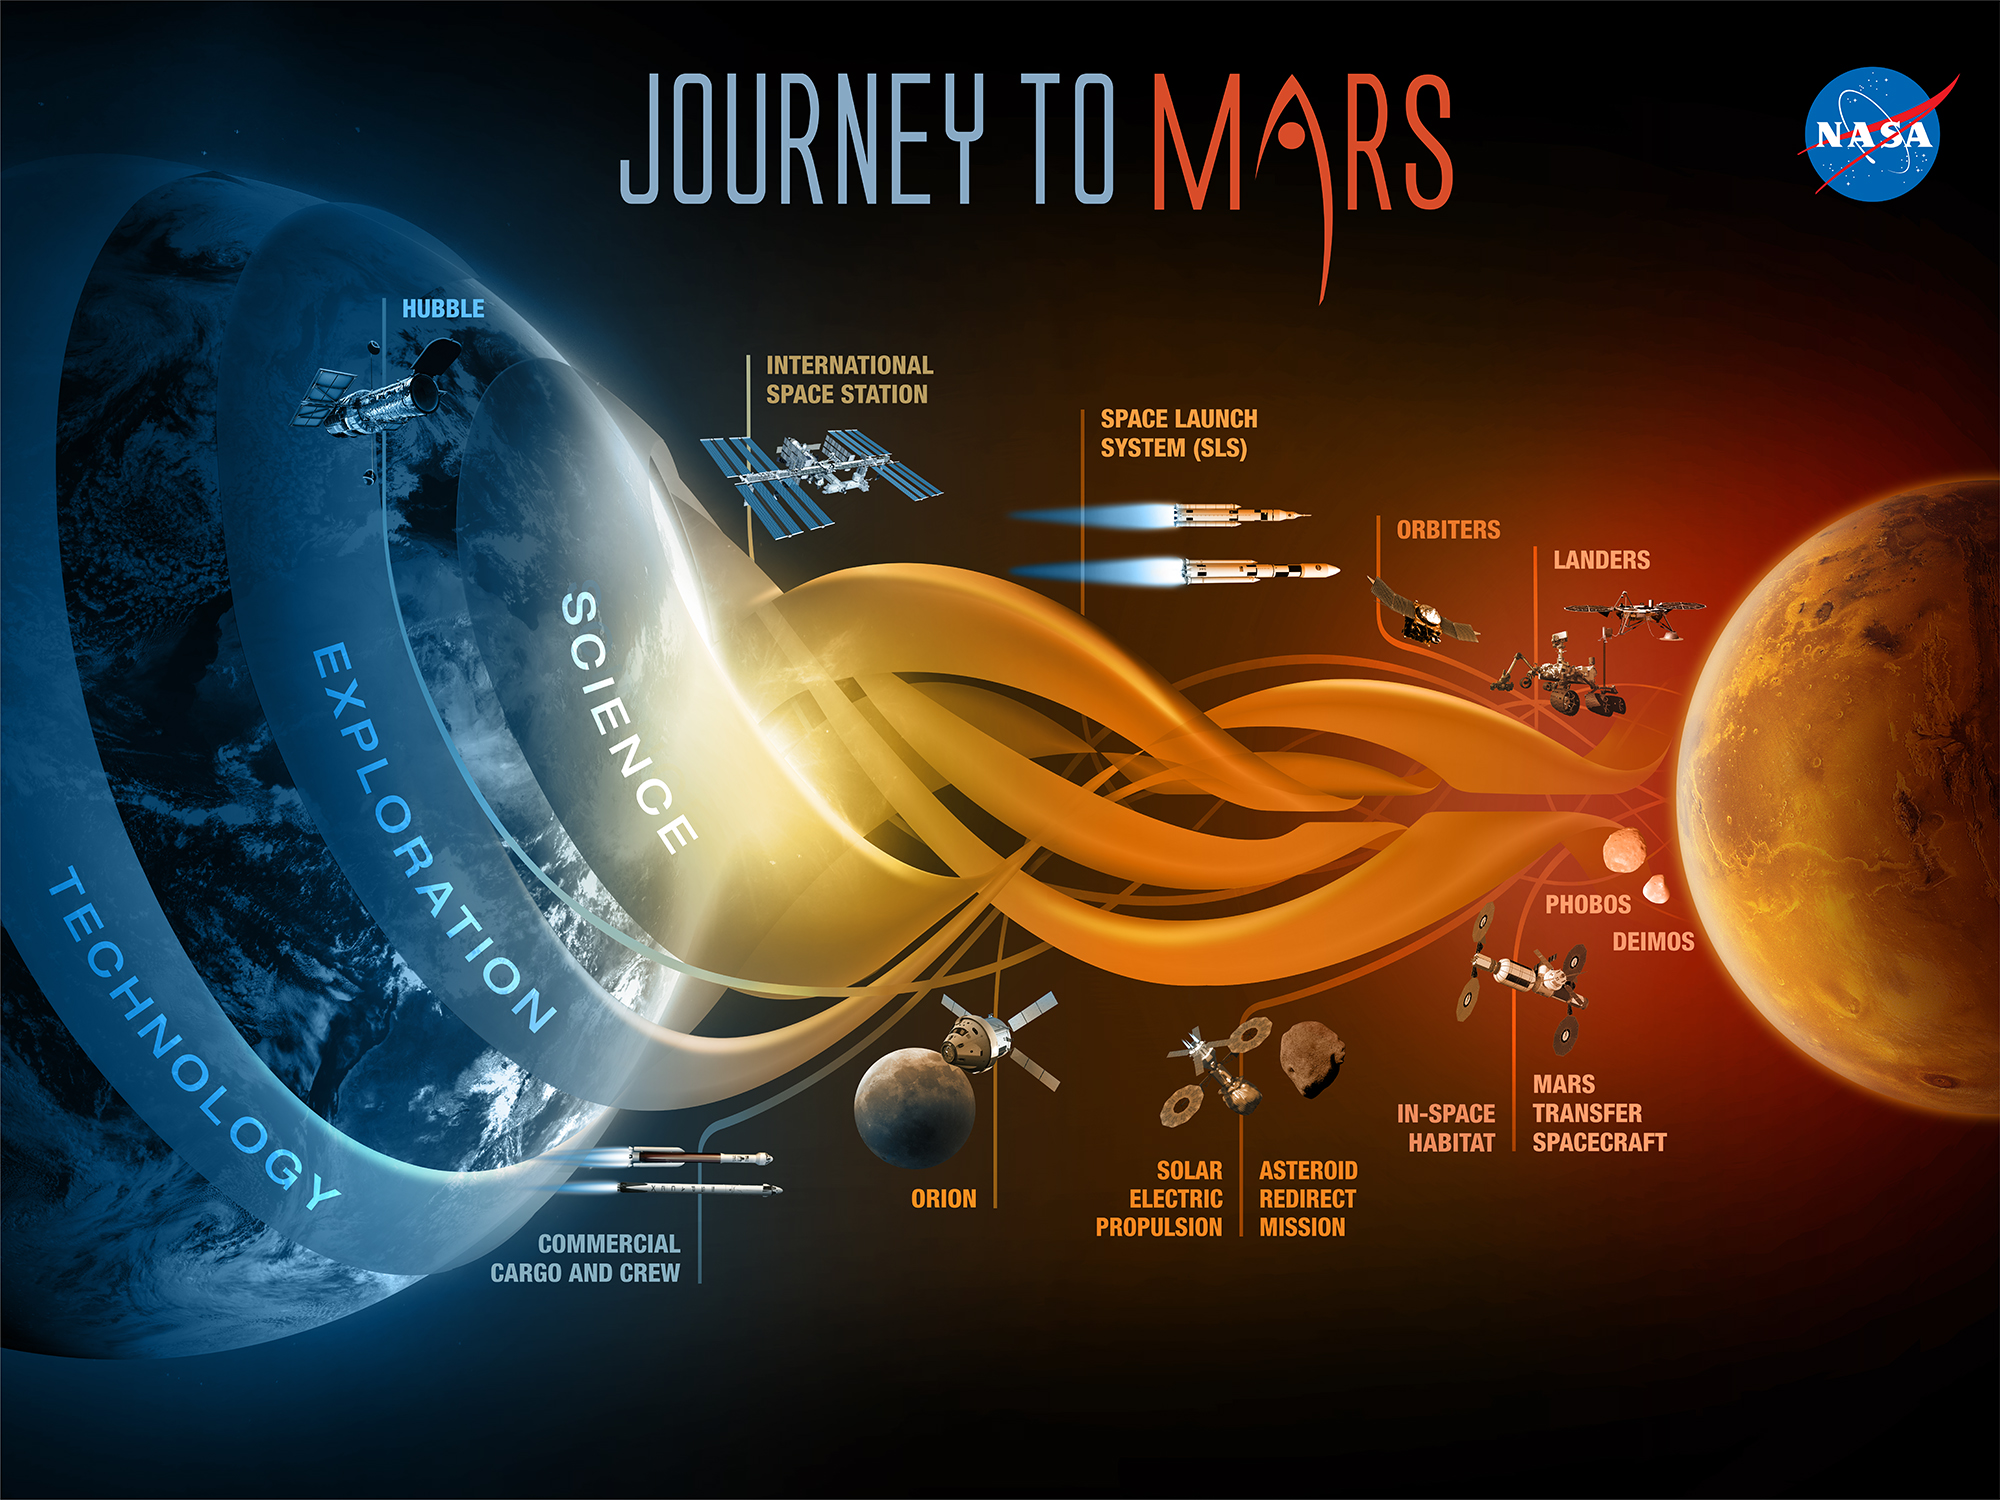 JOURNEY TO MARS
NASA
HUBBLE
INTERNATIONAL
SPACE STATION
SPACE LAUNCH
SYSTEM (SLS)
ORBITERS
LANDERS
SCIENCE
EXPLORATION
TECHNOLOGY
PHOBOS
DEIMOS
COMMERCIAL
CARGO AND CREW
ORION
SOLAR
ELECTRIC
PROPULSION
ASTEROID
REDIRECT
MISSION
IN-SPACE
HABITAT
MARS
TRANSFER
SPACECRAFT